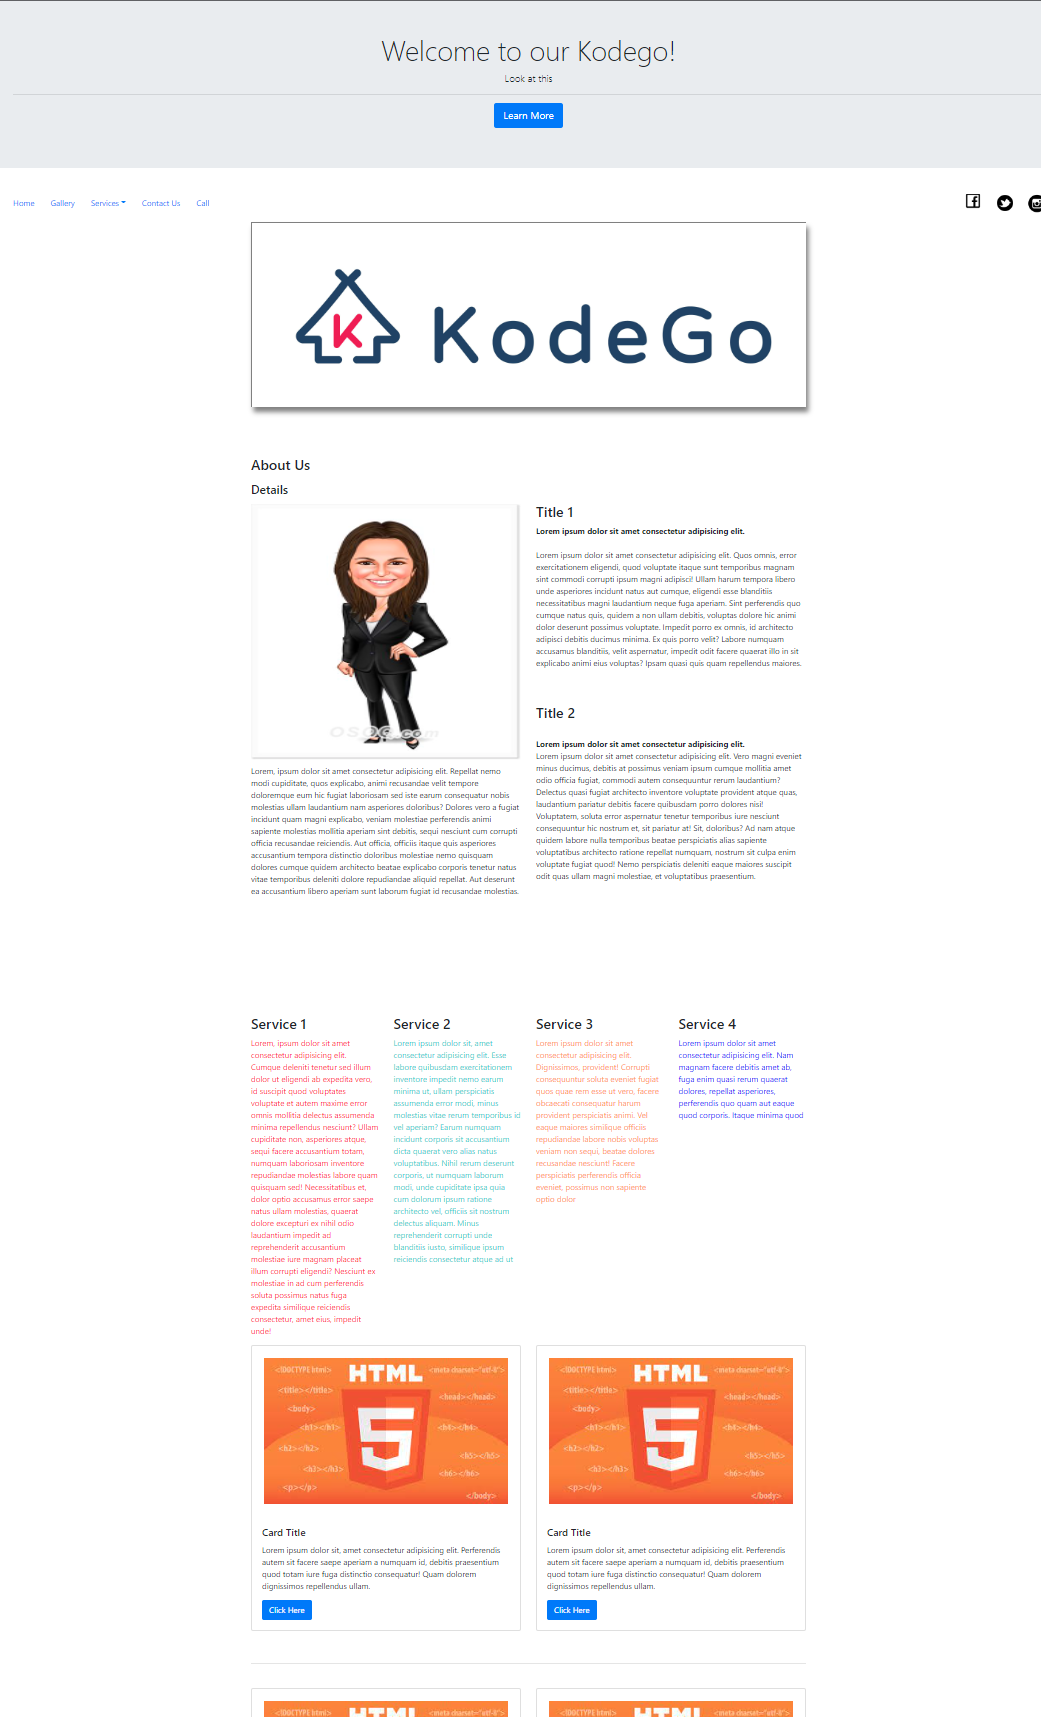 Welcome to our Kodego!
Look at this
Learn More
Home Gallery Services Contact Us Call
K KodeGo
About Us
Details
OSOQ.com
Lorem, ipsum dolor sit amet consectetur adipisicing elit. Repellat nemo
modi cupiditate, quos explicabo, animi recusandae velit tempore
doloremque eum hic fugiat laboriosam sed iste earum consequatur nobis
molestias ullam laudantium nam asperiores doloribus? Dolores vero a fugiat
incidunt quam magni explicabo, veniam molestiae perferendis animi
sapiente molestias mollitia aperiam sint debitis, sequi nesciunt cum corrupti
officia recusandae reiciendis. Aut officia, officiis itaque quis asperiores
accusantium tempora distinctio doloribus molestiae nemo quisquam
dolores cumque quidem architecto beatae explicabo corporis tenetur natus
vitae temporibus deleniti dolore repudiandae aliquid repellat. Aut deserunt
ea accusantium libero aperiam sunt laborum fugiat id recusandae molestias.
Title 1
Lorem ipsum dolor sit amet consectetur adipisicing elit.
Lorem ipsum dolor sit amet consectetur adipisicing elit. Quos omnis, error
exercitationem eligendi, quod voluptate itaque sunt temporibus magnam
sint commodi corrupti ipsum magni adipisci! Ullam harum tempora libero
unde asperiores incidunt natus aut cumque, eligendi esse blanditiis
necessitatibus magni laudantium neque fuga aperiam. Sint perferendis quo
cumque natus quis, quidem a non ullam debitis, voluptas dolore hic animi
dolor deserunt possimus voluptate. Impedit porro ex omnis, id architecto
adipisci debitis ducimus minima. Ex quis porro velit? Labore numquam
accusamus blanditiis, velit aspernatur, impedit odit facere quaerat illo in sit
explicabo animi eius voluptas? Ipsam quasi quis quam repellendus maiores.
Title 2
Lorem ipsum dolor sit amet consectetur adipisicing elit.
Lorem ipsum dolor sit amet consectetur adipisicing elit. Vero magni eveniet
minus ducimus, debitis at possimus veniam ipsum cumque mollitia amet
odio officia fugiat, commodi autem consequuntur rerum laudantium?
Delectus quasi fugiat architecto inventore voluptate provident atque quas,
laudantium pariatur debitis facere quibusdam porro dolores nisi!
Voluptatem, soluta error aspernatur tenetur temporibus iure nesciunt
consequuntur hic nostrum et, sit pariatur at! Sit, doloribus? Ad nam atque
quidem labore nulla temporibus beatae perspiciatis alias sapiente
voluptatibus architecto ratione repellat numquam, nostrum sit culpa enim
voluptate fugiat quod! Nemo perspiciatis deleniti eaque maiores suscipit
odit quas ullam magni molestiae, et voluptatibus praesentium.
Service 1
Lorem, ipsum dolor sit amet
consectetur adipisicing elit.
Cumque deleniti tenetur sed illum
dolor ut eligendi ab expedita vero,
id suscipit quod voluptates
voluptate et autem maxime error
omnis mollitia delectus assumenda
minima repellendus nesciunt? Ullam
cupiditate non, asperiores atque,
sequi facere accusantium totam,
numquam laboriosam inventore
repudiandae molestias labore quam
quisquam sed! Necessitatibus et,
dolor optio accusamus error saepe
natus ullam molestias, quaerat
dolore excepturi ex nihil odio
laudantium impedit ad
reprehenderit accusantium
molestiae iure magnam placeat
illum corrupti eligendi? Nesciunt ex
molestiae in ad cum perferendis
soluta possimus natus fuga
expedita similique reiciendis
consectetur, amet eius, impedit
unde!
Service 2
Lorem ipsum dolor sit, amet
consectetur adipisicing elit. Esse
labore quibusdam exercitationem
inventore impedit nemo earum
minima ut, ullam perspiciatis
assumenda error modi, minus
molestias vitae rerum temporibus id
vel aperiam? Earum numquam
incidunt corporis sit accusantium
dicta quaerat vero alias natus
voluptatibus. Nihil rerum deserunt
corporis, ut numquam laborum
modi, unde cupiditate ipsa quia
cum dolorum ipsum ratione
architecto vel, officiis sit nostrum
delectus aliquam. Minus
reprehenderit corrupti unde
blanditiis iusto, similique ipsum
reiciendis consectetur atque ad ut
Service 3
Lorem ipsum dolor sit amet
consectetur adipisicing elit.
Dignissimos, provident! Corrupti
consequuntur soluta eveniet fugiat
quos quae rem esse ut vero, facere
obcaecati consequatur harum
provident perspiciatis animi. Vel
eaque maiores similique officiis
repudiandae labore nobis voluptas
veniam non sequi, beatae dolores
recusandae nesciunt! Facere
perspiciatis perferendis officia
eveniet, possimus non sapiente
optio dolor
Service 4
Lorem ipsum dolor sit amet
consectetur adipisicing elit. Nam
magnam facere debitis amet ab,
fuga enim quasi rerum quaerat
dolores, repellat asperiores,
perferendis quo quam aut eaque
quod corporis. Itaque minima quod
<!DOCTYPE html> HTML <meta charset="utf-8">
<title></title> <head></head>
<body>
<h1></h1> 5 <h4></h4>
<h2></h2> <h5></h5>
<h3></h3> <h6></h6>
<p></p> </body>
Card Title
Lorem ipsum dolor sit, amet consectetur adipisicing elit. Perferendis
autem sit facere saepe aperiam a numquam id, debitis praesentium
quod totam iure fuga distinctio consequatur! Quam dolorem
dignissimos repellendus ullam.
Click Here
<!DOCTYPE html> HTML <meta charset="utf-8">
<title></title> <head></head>
<body>
<h1></h1> 5 <h4></h4>
<h2></h2> <h5></h5>
<h3></h3> <h6></h6>
<p></p> </body>
Card Title
Lorem ipsum dolor sit, amet consectetur adipisicing elit. Perferendis
autem sit facere saepe aperiam a numquam id, debitis praesentium
quod totam iure fuga distinctio consequatur! Quam dolorem
dignissimos repellendus ullam.
Click Here
<!DOCTYPE html> HTML <meta charset="utf-8">
<!DOCTYPE html> HTML <meta charset="utf-8">